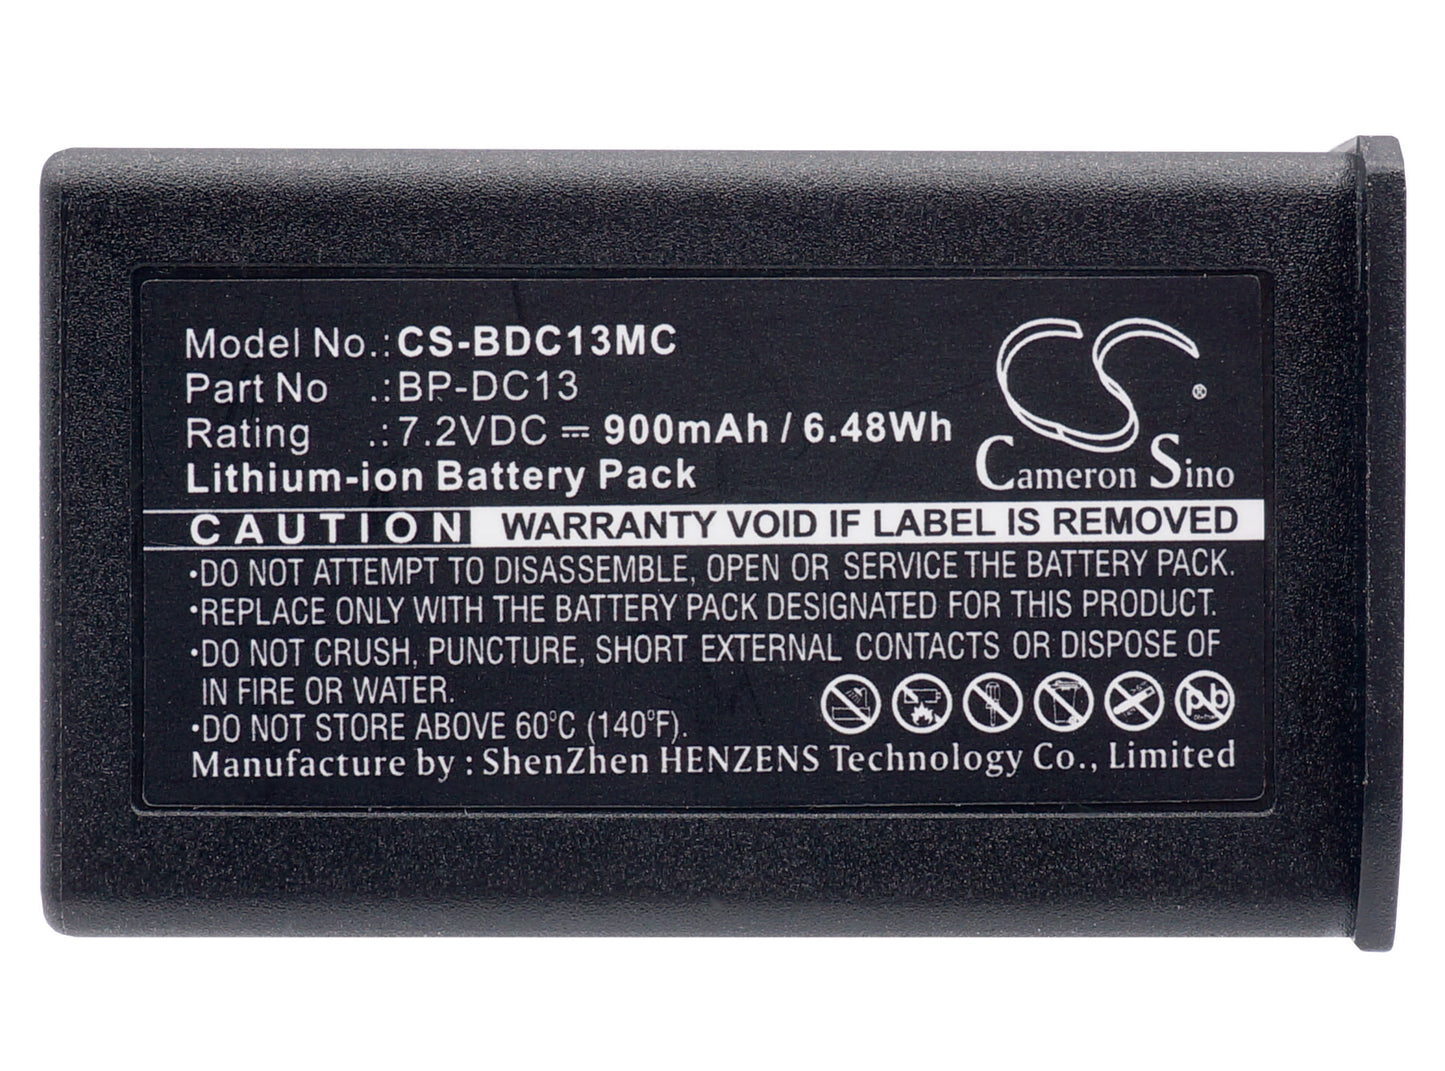 Model No.: CS-BDC13MC
Part No .: BP-DC13
Rating .: 7.2VDC ⎓ 900mAh / 6.48Wh
Lithium-ion Battery Pack
CS®
Cameron Sino
CAUTION WARRANTY VOID IF LABEL IS REMOVED
•DO NOT ATTEMPT TO DISASSEMBLE, OPEN OR SERVICE THE BATTERY PACK.
•REPLACE ONLY WITH THE BATTERY PACK DESIGNATED FOR THIS PRODUCT.
•DO NOT CRUSH, PUNCTURE, SHORT EXTERNAL CONTACTS OR DISPOSE OF
IN FIRE OR WATER.
•DO NOT STORE ABOVE 60°C (140°F).
Pb
Manufacture by : ShenZhen HENZENS Technology Co., Limited